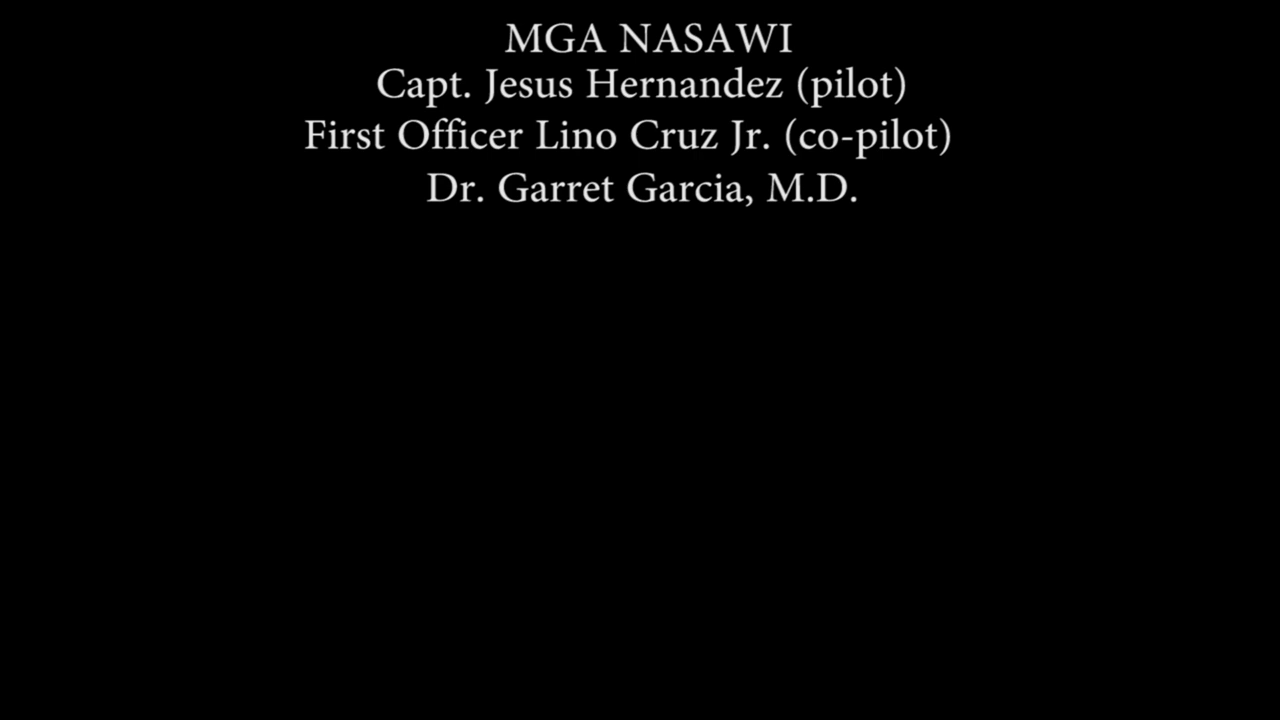 MGA NASAWI
Capt. Jesus Hernandez (pilot)
First Officer Lino Cruz Jr. (co-pilot)
Dr. Garret Garcia, M.D.